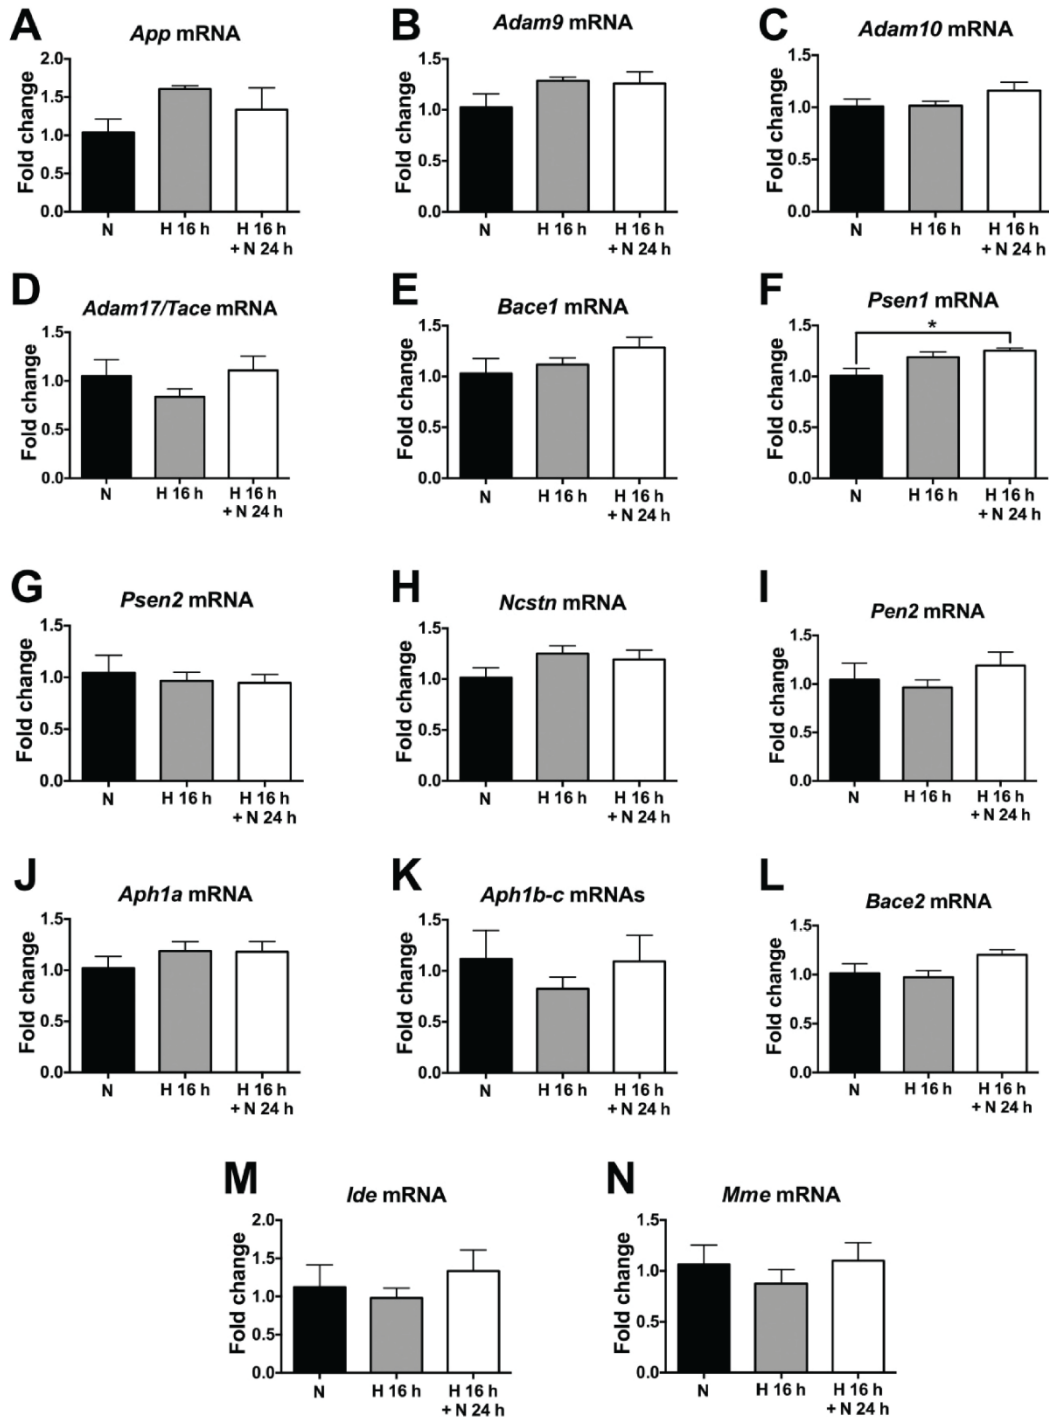 A
App mRNA
Fold change
2.0
1.5
1.0
0.5
0.0
N
H 16 h
H 16 h
+ N 24 h
B
Adam9 mRNA
Fold change
1.5
1.0
0.5
0.0
N
H 16 h
H 16 h
+ N 24 h
C
Adam10 mRNA
Fold change
1.5
1.0
0.5
0.0
N
H 16 h
H 16 h
+ N 24 h
D
Adam17/Tace mRNA
Fold change
1.5
1.0
0.5
0.0
N
H 16 h
H 16 h
+ N 24 h
E
Bace1 mRNA
Fold change
1.5
1.0
0.5
0.0
N
H 16 h
H 16 h
+ N 24 h
F
Psen1 mRNA
*
Fold change
1.5
1.0
0.5
0.0
N
H 16 h
H 16 h
+ N 24 h
G
Psen2 mRNA
Fold change
1.5
1.0
0.5
0.0
N
H 16 h
H 16 h
+ N 24 h
H
Ncstn mRNA
Fold change
1.5
1.0
0.5
0.0
N
H 16 h
H 16 h
+ N 24 h
I
Pen2 mRNA
Fold change
1.5
1.0
0.5
0.0
N
H 16 h
H 16 h
+ N 24 h
J
Aph1a mRNA
Fold change
1.5
1.0
0.5
0.0
N
H 16 h
H 16 h
+ N 24 h
K
Aph1b-c mRNAs
Fold change
1.5
1.0
0.5
0.0
N
H 16 h
H 16 h
+ N 24 h
L
Bace2 mRNA
Fold change
1.5
1.0
0.5
0.0
N
H 16 h
H 16 h
+ N 24 h
M
Ide mRNA
Fold change
2.0
1.5
1.0
0.5
0.0
N
H 16 h
H 16 h
+ N 24 h
N
Mme mRNA
Fold change
1.5
1.0
0.5
0.0
N
H 16 h
H 16 h
+ N 24 h